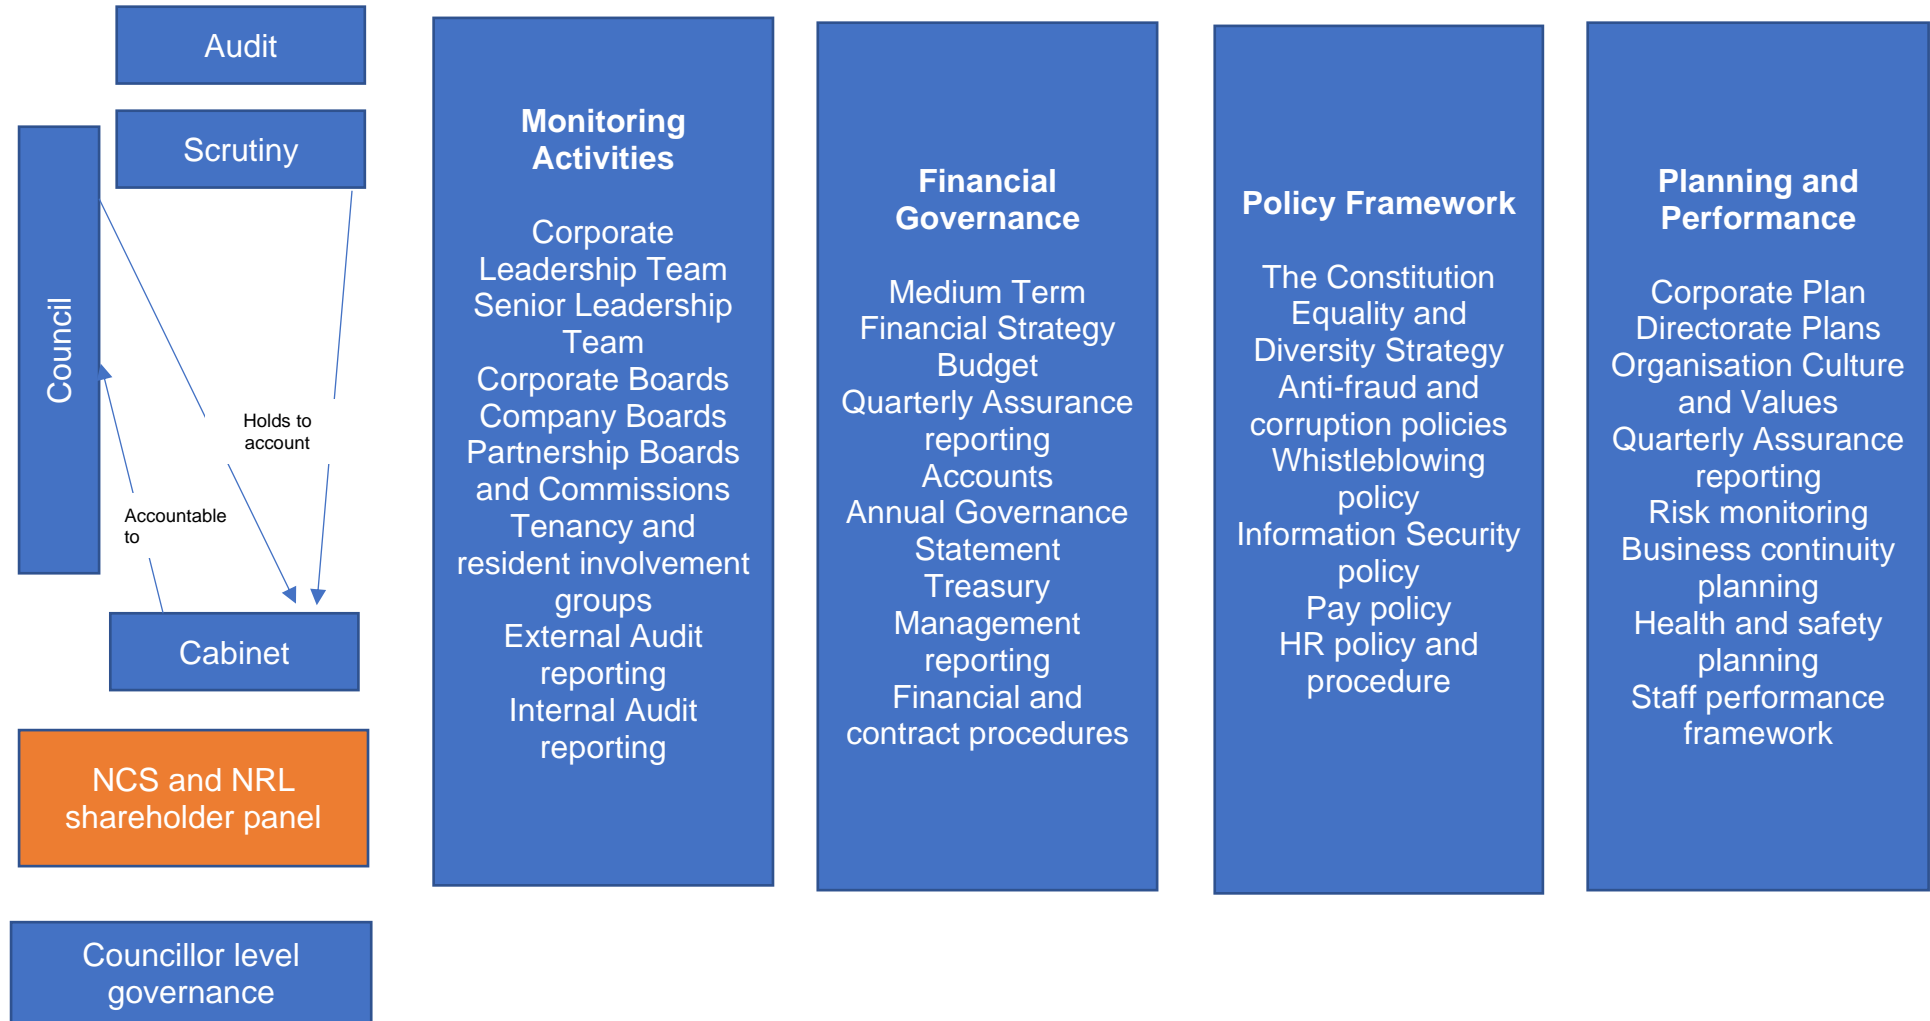 Audit
Scrutiny
Council
Holds to
account
Accountable
to
Cabinet
NCS and NRL
shareholder panel
Councillor level
governance
Monitoring
Activities
Corporate
Leadership Team
Senior Leadership
Team
Corporate Boards
Company Boards
Partnership Boards
and Commissions
Tenancy and
resident involvement
groups
External Audit
reporting
Internal Audit
reporting
Financial
Governance
Medium Term
Financial Strategy
Budget
Quarterly Assurance
reporting
Accounts
Annual Governance
Statement
Treasury
Management
reporting
Financial and
contract procedures
Policy Framework
The Constitution
Equality and
Diversity Strategy
Anti-fraud and
corruption policies
Whistleblowing
policy
Information Security
policy
Pay policy
HR policy and
procedure
Planning and
Performance
Corporate Plan
Directorate Plans
Organisation Culture
and Values
Quarterly Assurance
reporting
Risk monitoring
Business continuity
planning
Health and safety
planning
Staff performance
framework